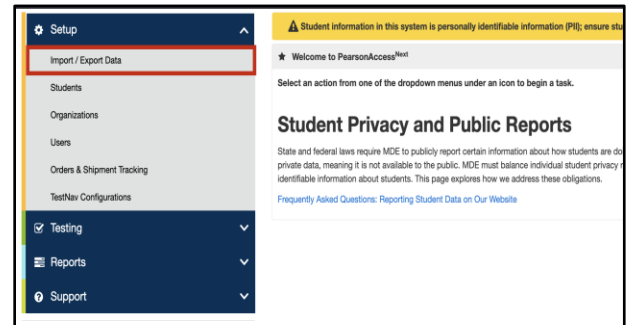 Setup
Import / Export Data
Students
Organizations
Users
Orders & Shipment Tracking
TestNav Configurations
Testing
Reports
Support
Student information in this system is personally identifiable information (PII); ensure stu
Welcome to PearsonAccessNext
Select an action from one of the dropdown menus under an icon to begin a task.
Student Privacy and Public Reports
State and federal laws require MDE to publicly report certain information about how students are do
private data, meaning it is not available to the public. MDE must balance individual student privacy r
identifiable information about students. This page explores how we address these obligations.
Frequently Asked Questions: Reporting Student Data on Our Website